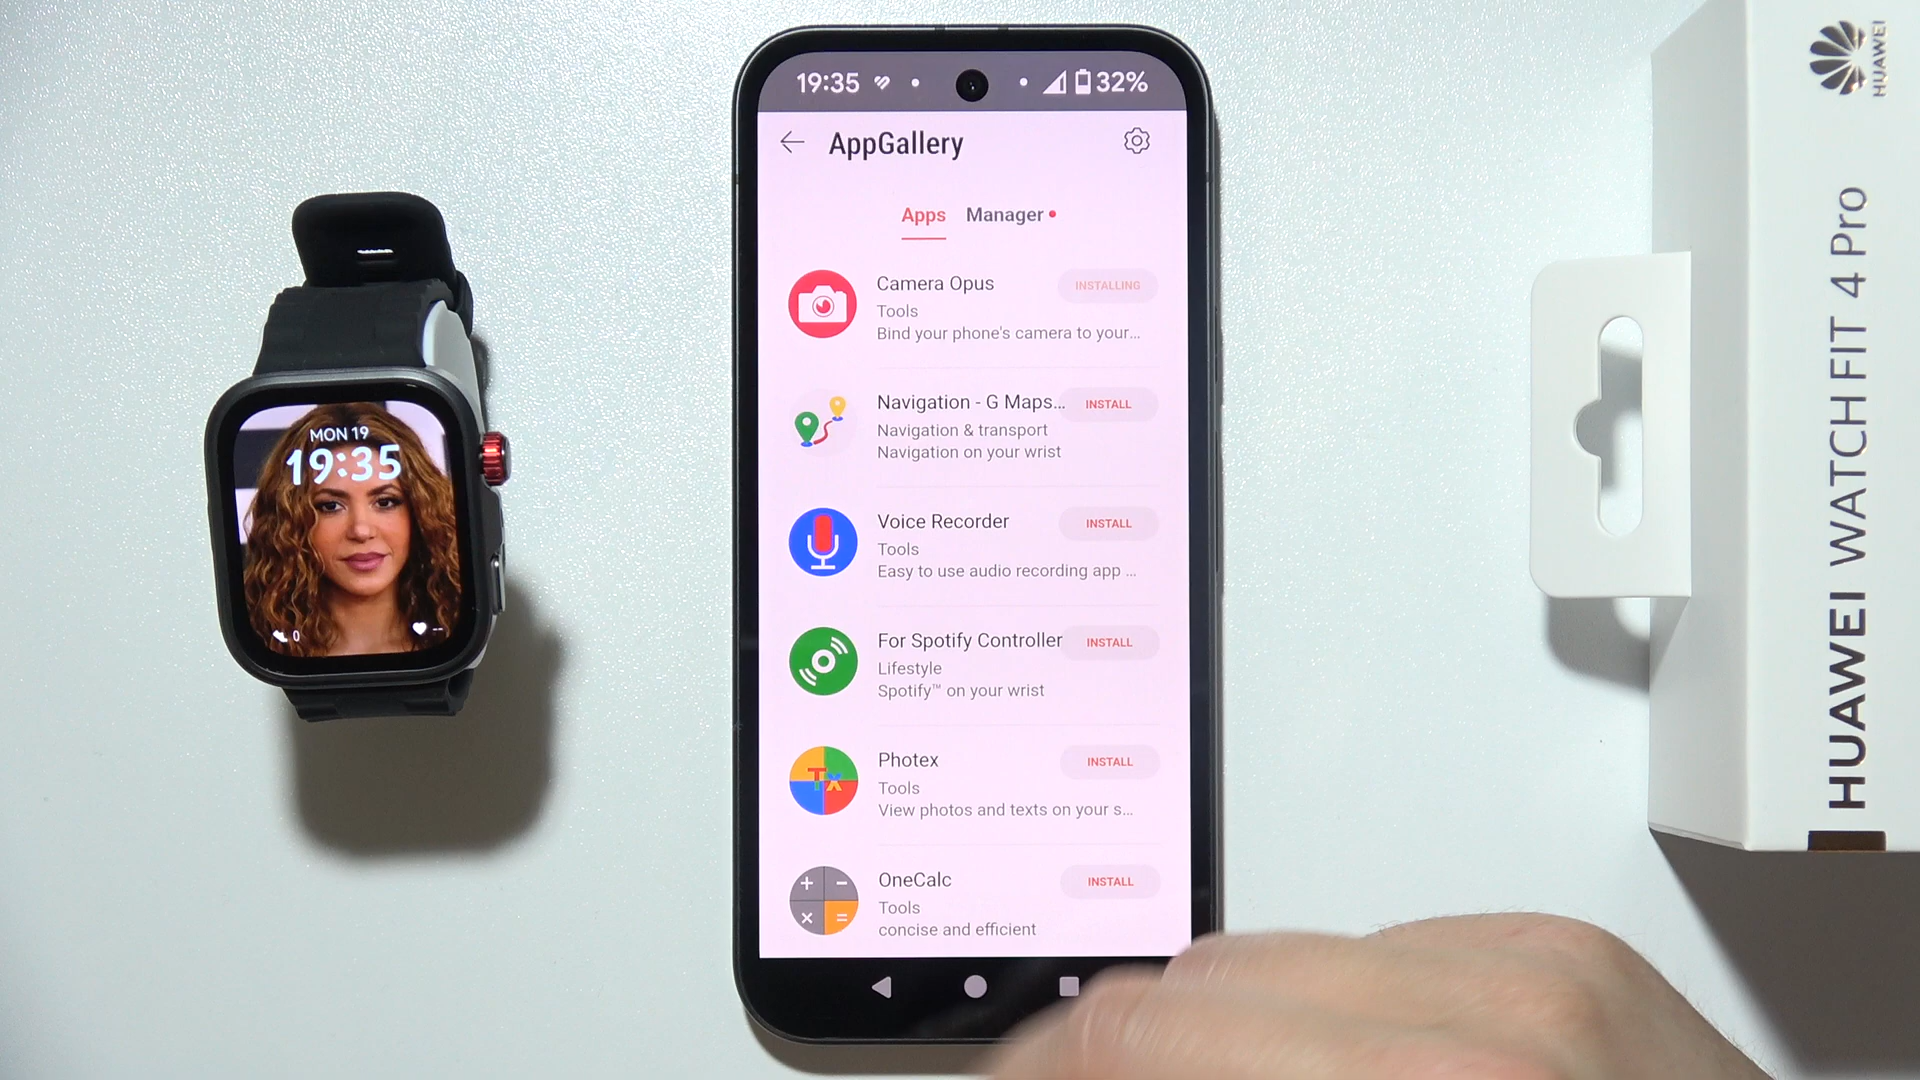 MON 19
19:35
0
--
19:35
32%
AppGallery
Apps Manager
Camera Opus
INSTALLING
Tools
Bind your phone's camera to your...
Navigation - G Maps...
INSTALL
Navigation & transport
Navigation on your wrist
Voice Recorder
INSTALL
Tools
Easy to use audio recording app ...
For Spotify Controller
INSTALL
Lifestyle
Spotify™ on your wrist
Photex
INSTALL
Tools
View photos and texts on your s...
Tx
OneCalc
INSTALL
Tools
concise and efficient
HUAWEI
HUAWEI WATCH FIT 4 Pro